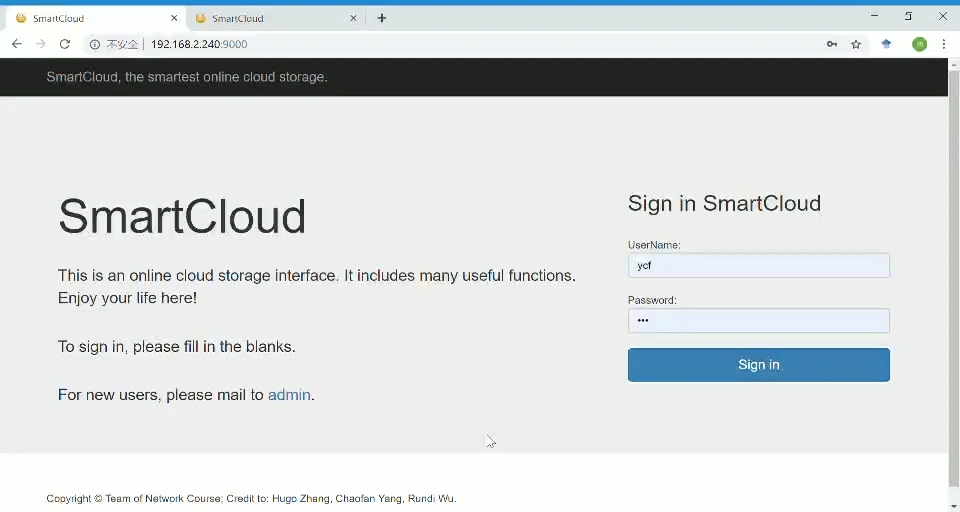 SmartCloud
SmartCloud
不安全 192.168.2.240:9000
SmartCloud, the smartest online cloud storage.
SmartCloud
This is an online cloud storage interface. It includes many useful functions.
Enjoy your life here!
To sign in, please fill in the blanks.
For new users, please mail to admin.
Sign in SmartCloud
UserName:
ycf
Password:
•••
Sign in
Copyright © Team of Network Course; Credit to: Hugo Zhang, Chaofan Yang, Rundi Wu.